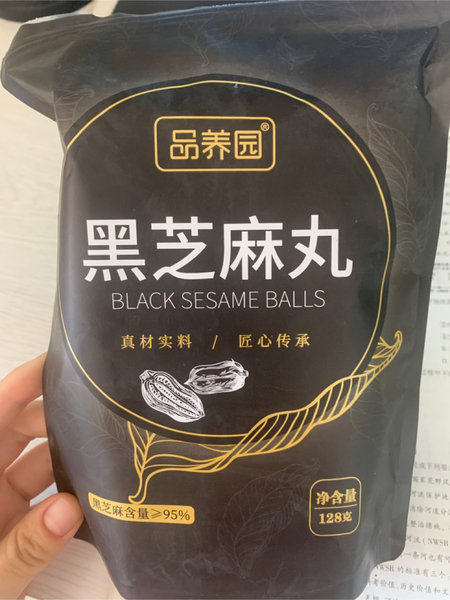 品养园®
黑芝麻丸
BLACK SESAME BALLS
真材实料 / 匠心传承
黑芝麻含量≥95%
净含量
128克